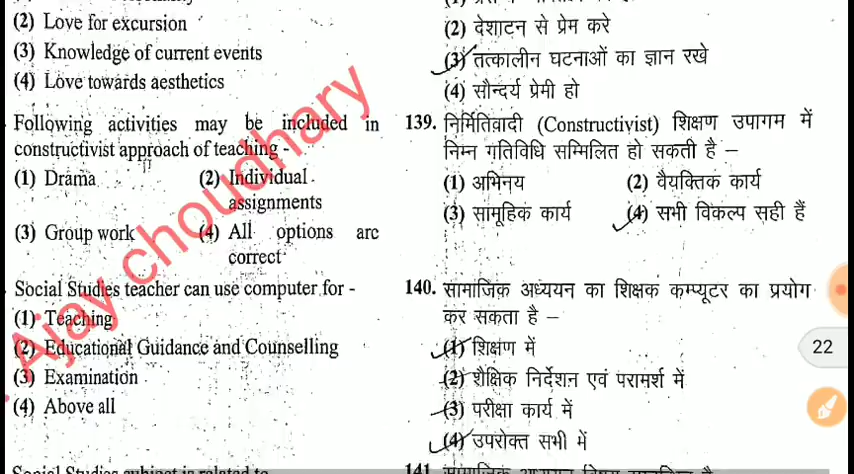 (2) Love for excursion
(3) Knowledge of current events
(4) Love towards aesthetics
Following activities may be included in
constructivist approach of teaching -
(1) Drama (2) Individual
assignments
(3) Group work (4) All options are
correct
Social Studies teacher can use computer for -
(1) Teaching
(2) Educational Guidance and Counselling
(3) Examination
(4) Above all
(2) देशाटन से प्रेम करे
(3) तत्कालीन घटनाओं का ज्ञान रखे
(4) सौन्दर्य प्रेमी हो
139. निर्मितिवादी (Constructivist) शिक्षण उपागम में
निम्न गतिविधि सम्मिलित हो सकती है –
(1) अभिनय (2) वैयक्तिक कार्य
(3) सामूहिक कार्य (4) सभी विकल्प सही हैं
140. सामाजिक अध्ययन का शिक्षक कम्प्यूटर का प्रयोग
कर सकता है –
(1) शिक्षण में
(2) शैक्षिक निर्देशन एवं परामर्श में
(3) परीक्षा कार्य में
(4) उपरोक्त सभी में
141
Ajay choudhary
22